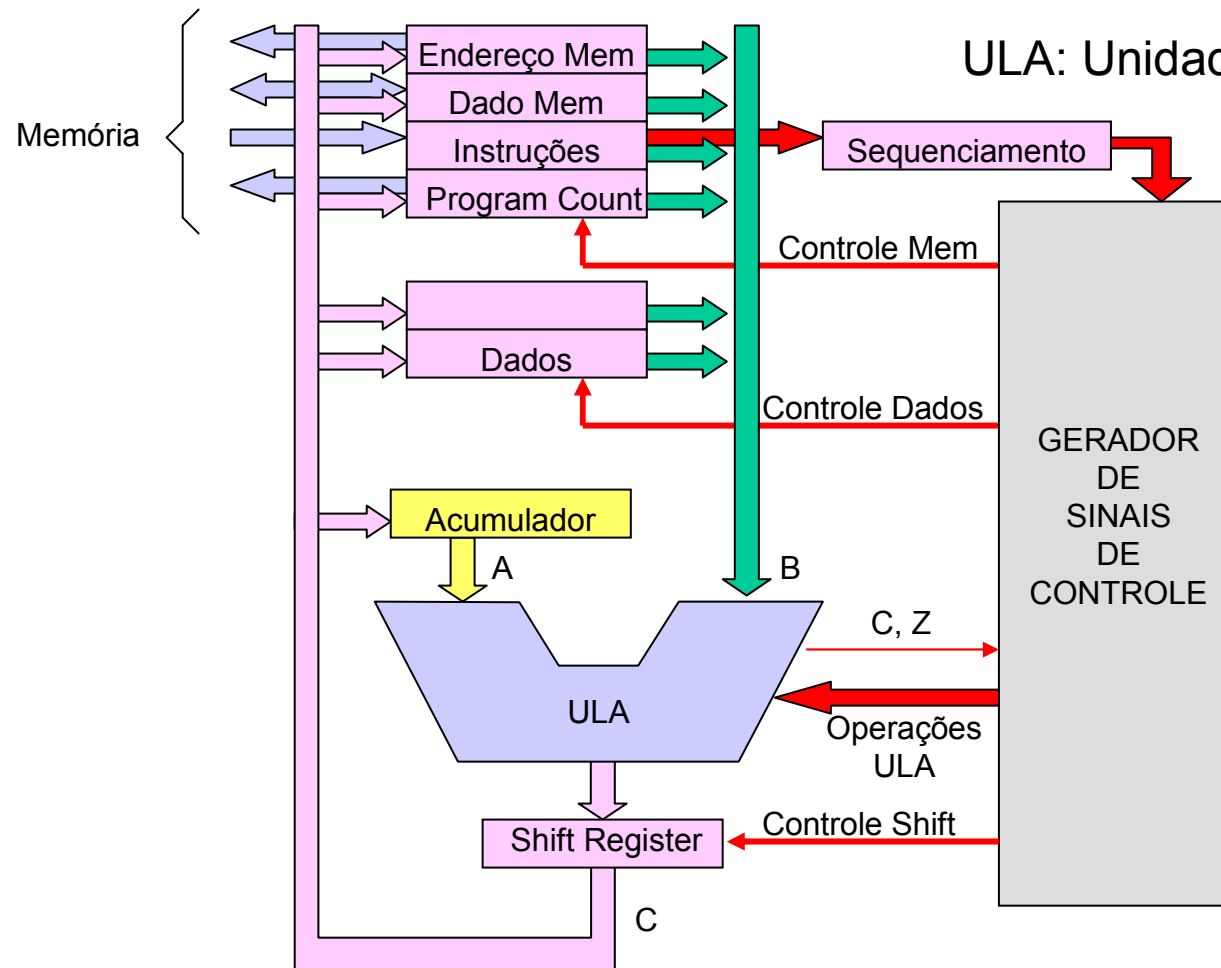 ULA: Unidad
Endereço Mem
Dado Mem
Memória
Instruções
Sequenciamento
Program Count
Controle Mem
Dados
Controle Dados
GERADOR
DE
SINAIS
DE
CONTROLE
Acumulador
A
B
C, Z
ULA
Operações
ULA
Controle Shift
Shift Register
C